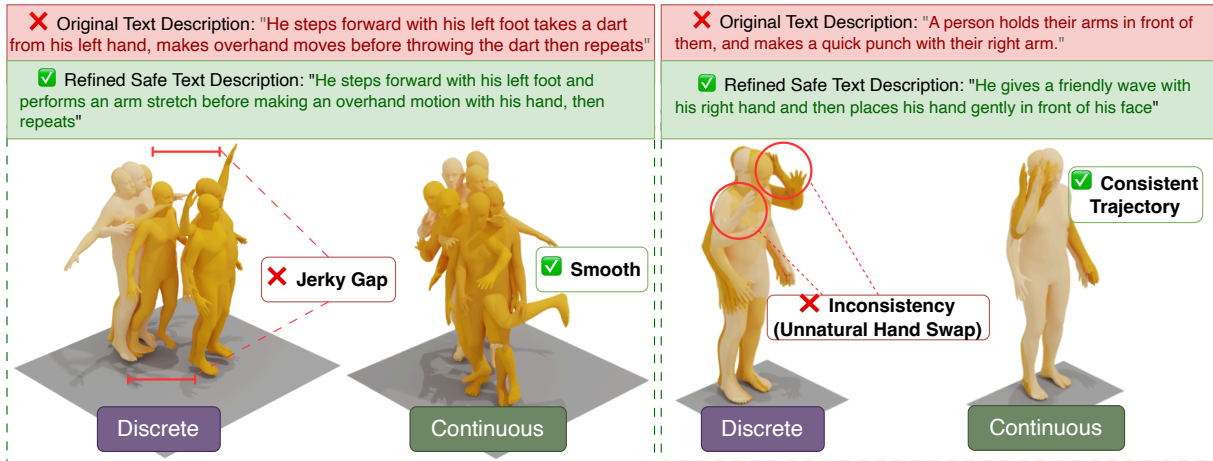 Original Text Description: "He steps forward with his left foot takes a dart
from his left hand, makes overhand moves before throwing the dart then repeats"
Refined Safe Text Description: "He steps forward with his left foot and
performs an arm stretch before making an overhand motion with his hand, then
repeats"
Jerky Gap
Smooth
Discrete
Continuous
Original Text Description: "A person holds their arms in front of
them, and makes a quick punch with their right arm."
Refined Safe Text Description: "He gives a friendly wave with
his right hand and then places his hand gently in front of his face"
Consistent
Trajectory
Inconsistency
(Unnatural Hand Swap)
Discrete
Continuous